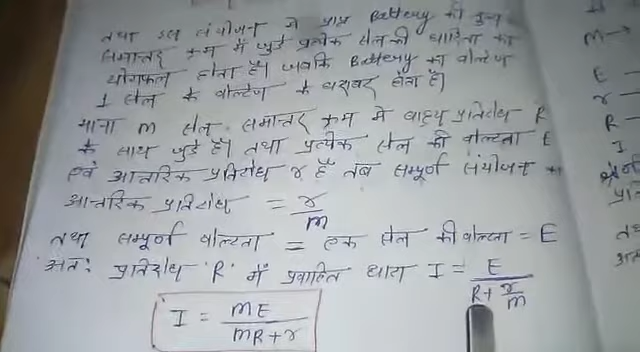 तथा इस संयोजन से प्राप्त Battery की कुल
समान्तर क्रम में जुडे प्रत्येक सेल की धारिता का
योगफल होता है। जबकि Battery का वोल्टेज
1 सेल के वोल्टेज के बराबर होता है।
माना m सेल समान्तर क्रम में वाह्य प्रतिरोध R
के साथ जुडे है। तथा प्रत्येक सेल की वोल्टता E
एवं आन्तरिक प्रतिरोध r है तब सम्पूर्ण संयोजन का
आन्तरिक प्रतिरोध = r/m
तथा सम्पूर्ण वोल्टता = एक सेल की वोल्टता = E
अतः प्रतिरोध 'R' में प्रवाहित धारा I = E/(R + r/m)
I = mE/(mR + r)
m →
E
r
R
I